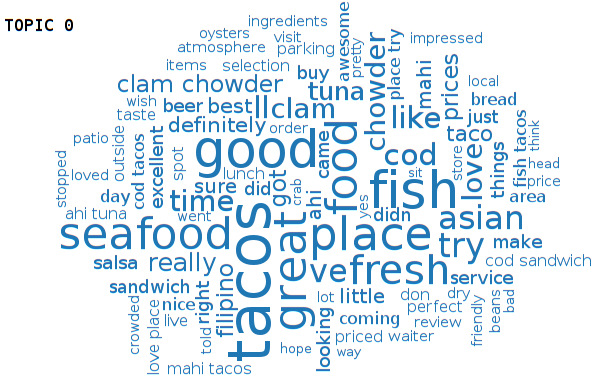 TOPIC 0
ingredients
oysters
visit
awesome
atmosphere
parking
pretty
place try
impressed
items
selection
chowder
mahi
prices
local
clam chowder
buy
tuna
bread
wish
beer
best
ll
clam
like
just
taste
definitely
order
taco
fish tacos
think
patio
outside
cod tacos
excellent
spot
good
food
came
cod
love
store
things
head
stopped
loved
lunch
got
crab
sit
fish
price
day
sure
did
ahi
yes
area
time
ahi tuna
went
tacos
great
didn
asian
seafood
place
try
make
salsa
really
ve
fresh
cod sandwich
sandwich
filipino
service
nice
right
lot
little
don
dry
crowded
love place
live
told
looking
coming
perfect
review
friendly
beans
bad
priced
waiter
hope
way
mahi tacos